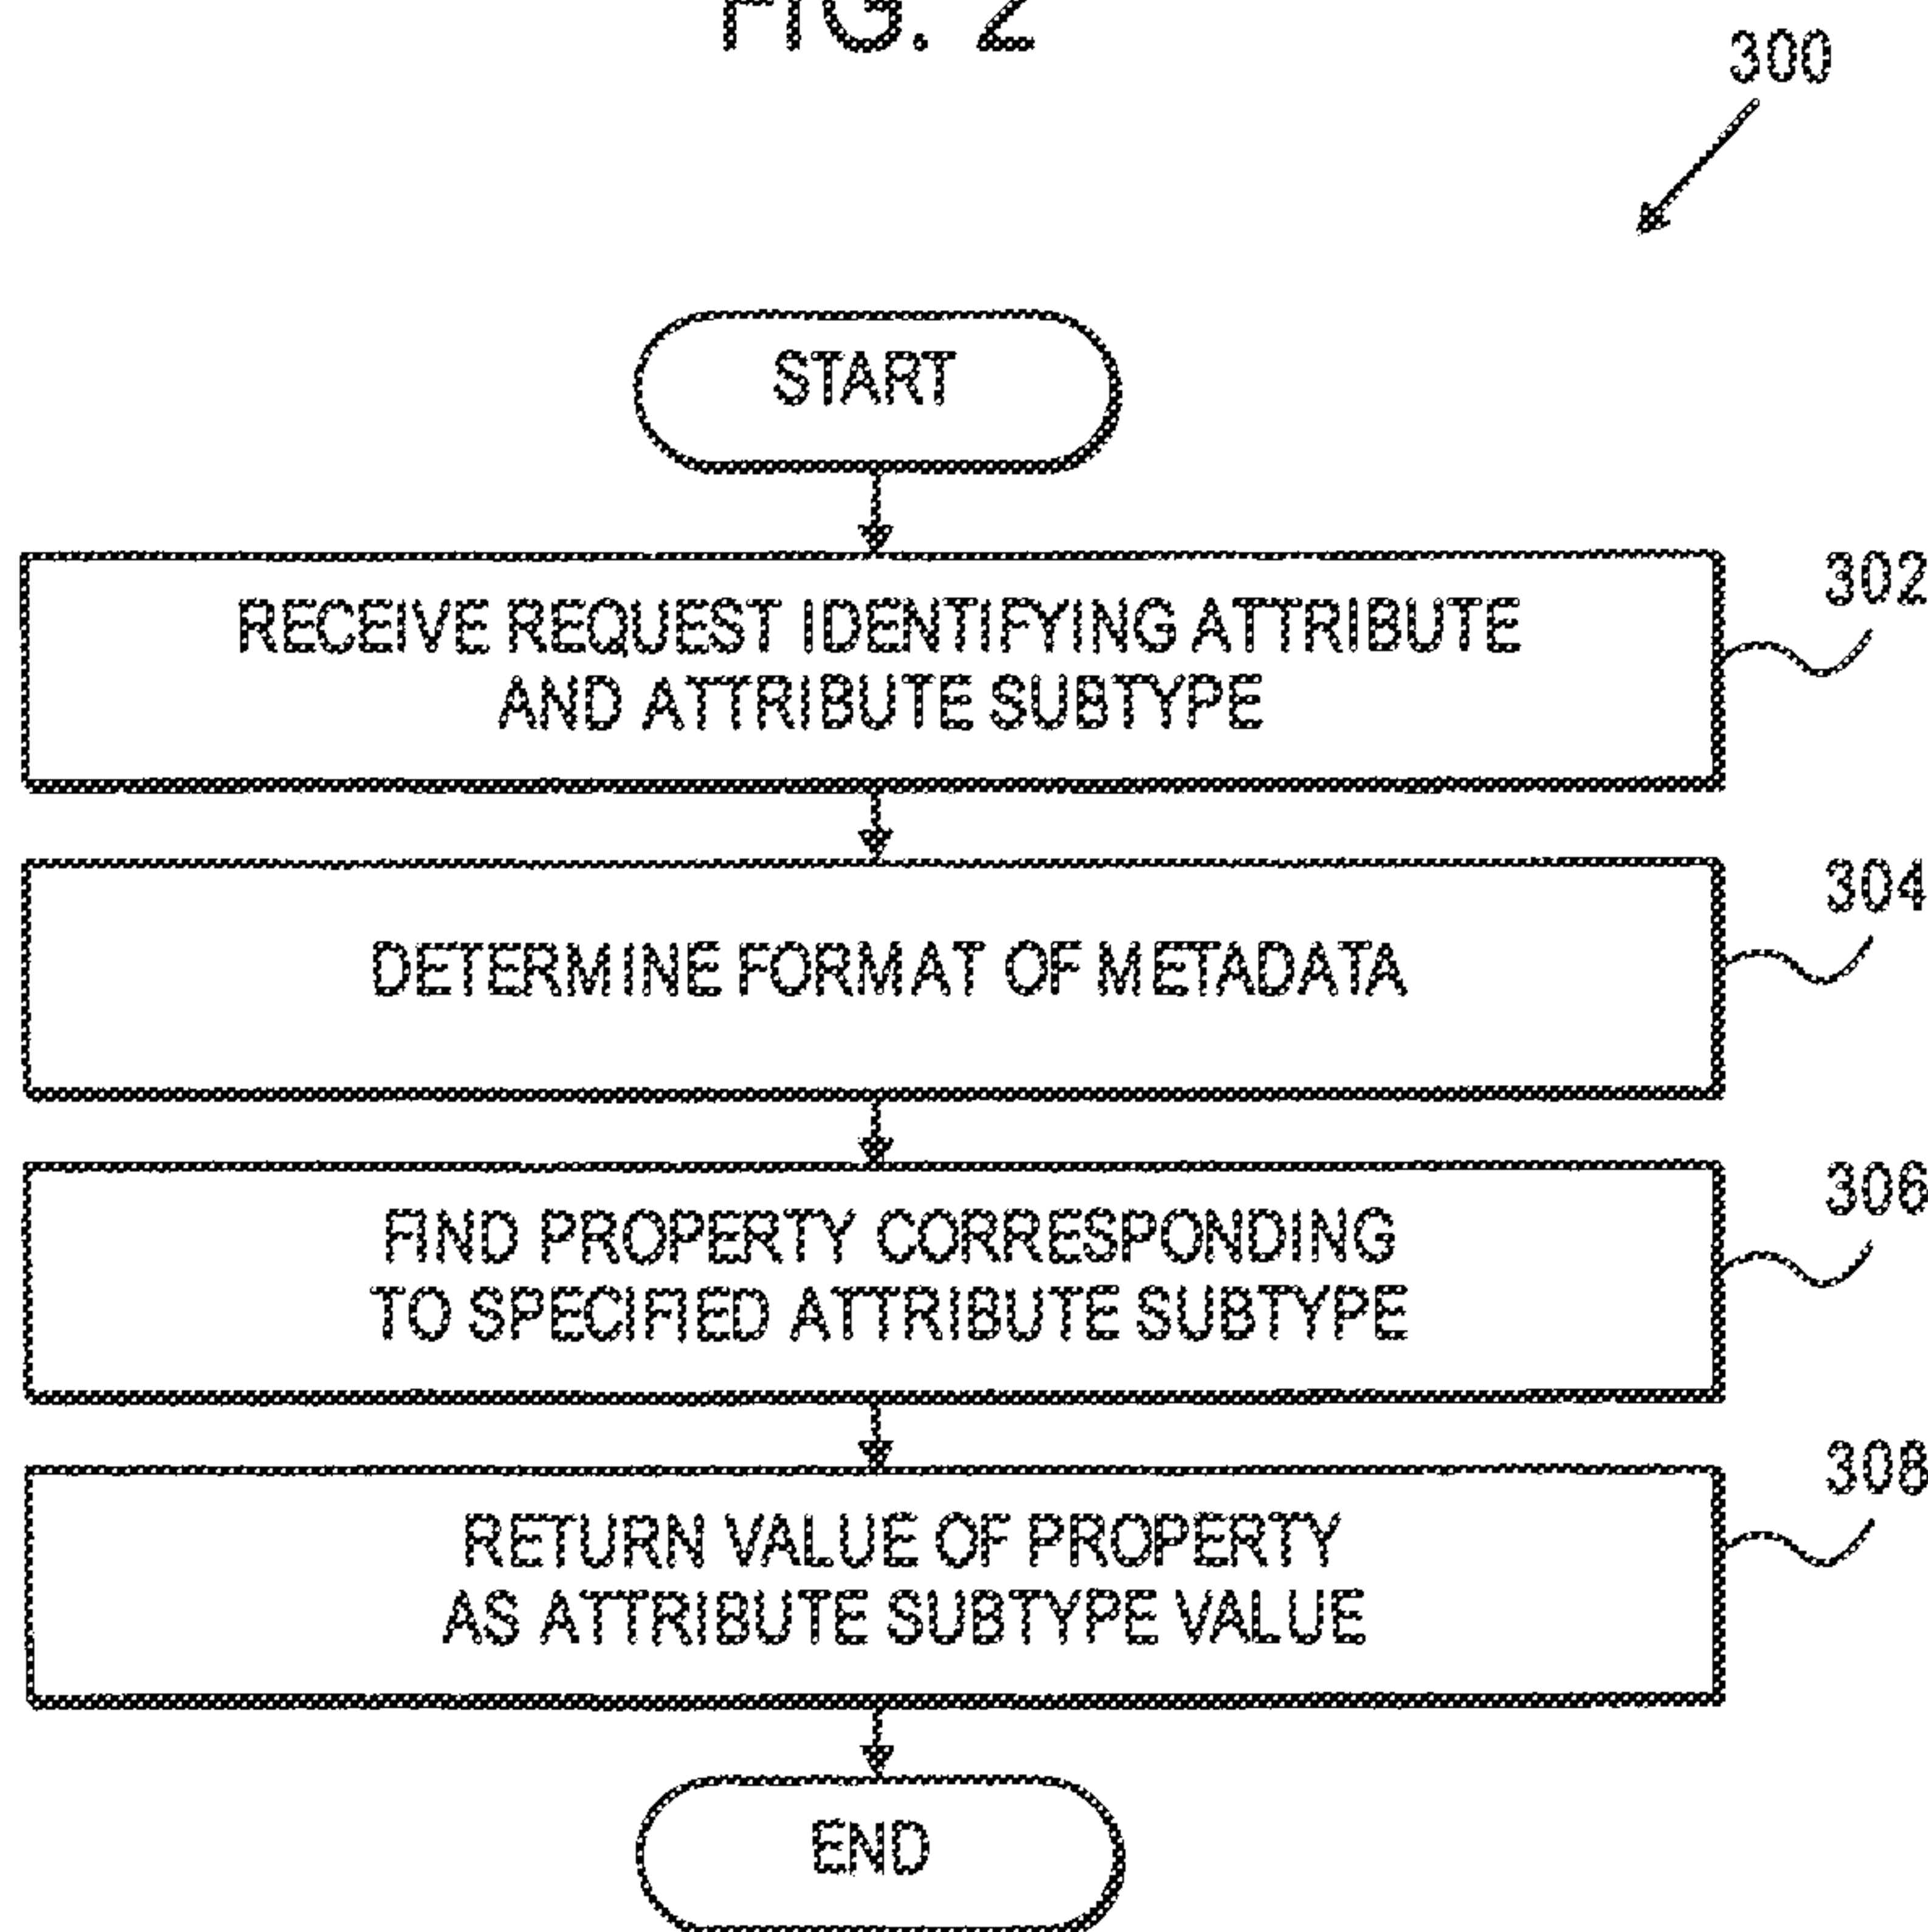 FIG. 2
300
START
302
RECEIVE REQUEST IDENTIFYING ATTRIBUTE
AND ATTRIBUTE SUBTYPE
304
DETERMINE FORMAT OF METADATA
306
FIND PROPERTY CORRESPONDING
TO SPECIFIED ATTRIBUTE SUBTYPE
308
RETURN VALUE OF PROPERTY
AS ATTRIBUTE SUBTYPE VALUE
END